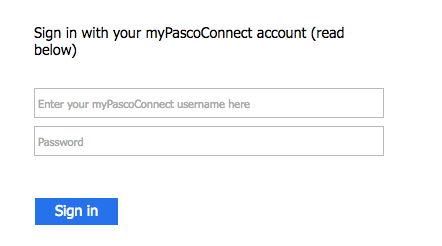 Sign in with your myPascoConnect account (read
below)
Enter your myPascoConnect username here
Password
Sign in